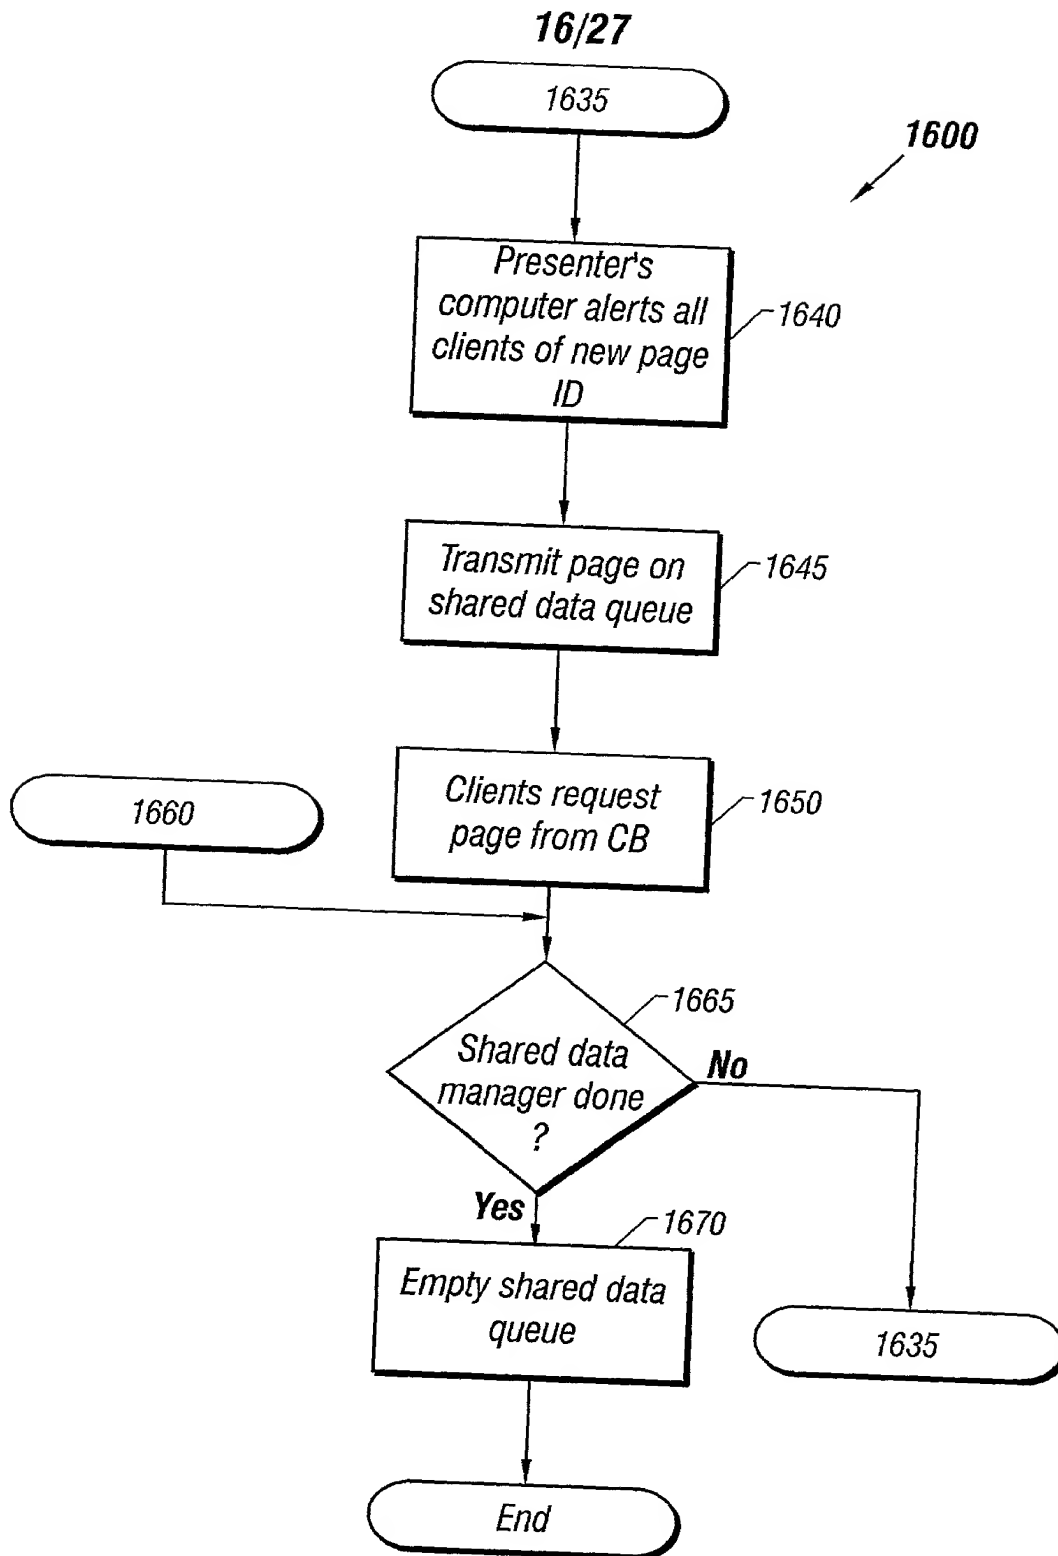 16/27
1635
1600
Presenter's
computer alerts all
clients of new page
ID
1640
Transmit page on
shared data queue
1645
Clients request
page from CB
1650
1660
Shared data
manager done
?
1665
No
Yes
1670
Empty shared data
queue
1635
End